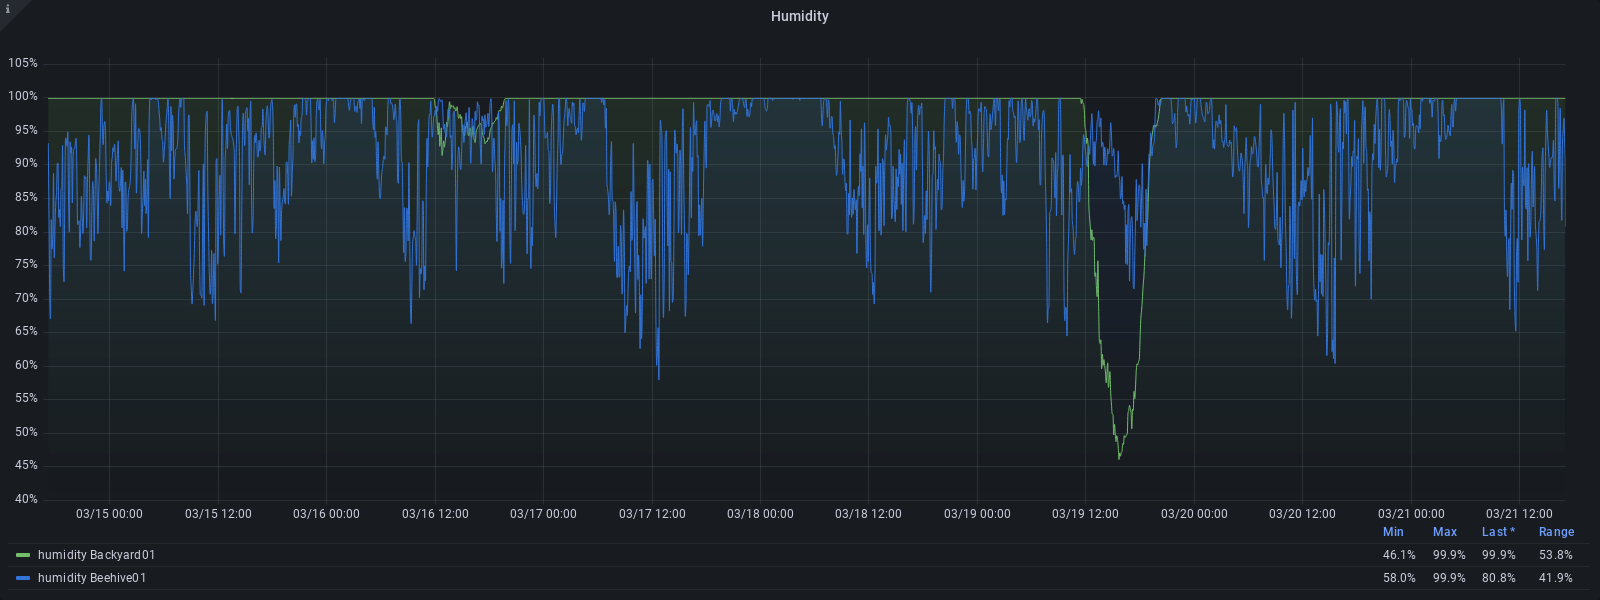 i
Humidity
105%
100%
95%
90%
85%
80%
75%
70%
65%
60%
55%
50%
45%
40%
03/15 00:00 03/15 12:00 03/16 00:00 03/16 12:00 03/17 00:00 03/17 12:00 03/18 00:00 03/18 12:00 03/19 00:00 03/19 12:00 03/20 00:00 03/20 12:00 03/21 00:00 03/21 12:00
Min Max Last * Range
humidity Backyard01 46.1% 99.9% 99.9% 53.8%
humidity Beehive01 58.0% 99.9% 80.8% 41.9%